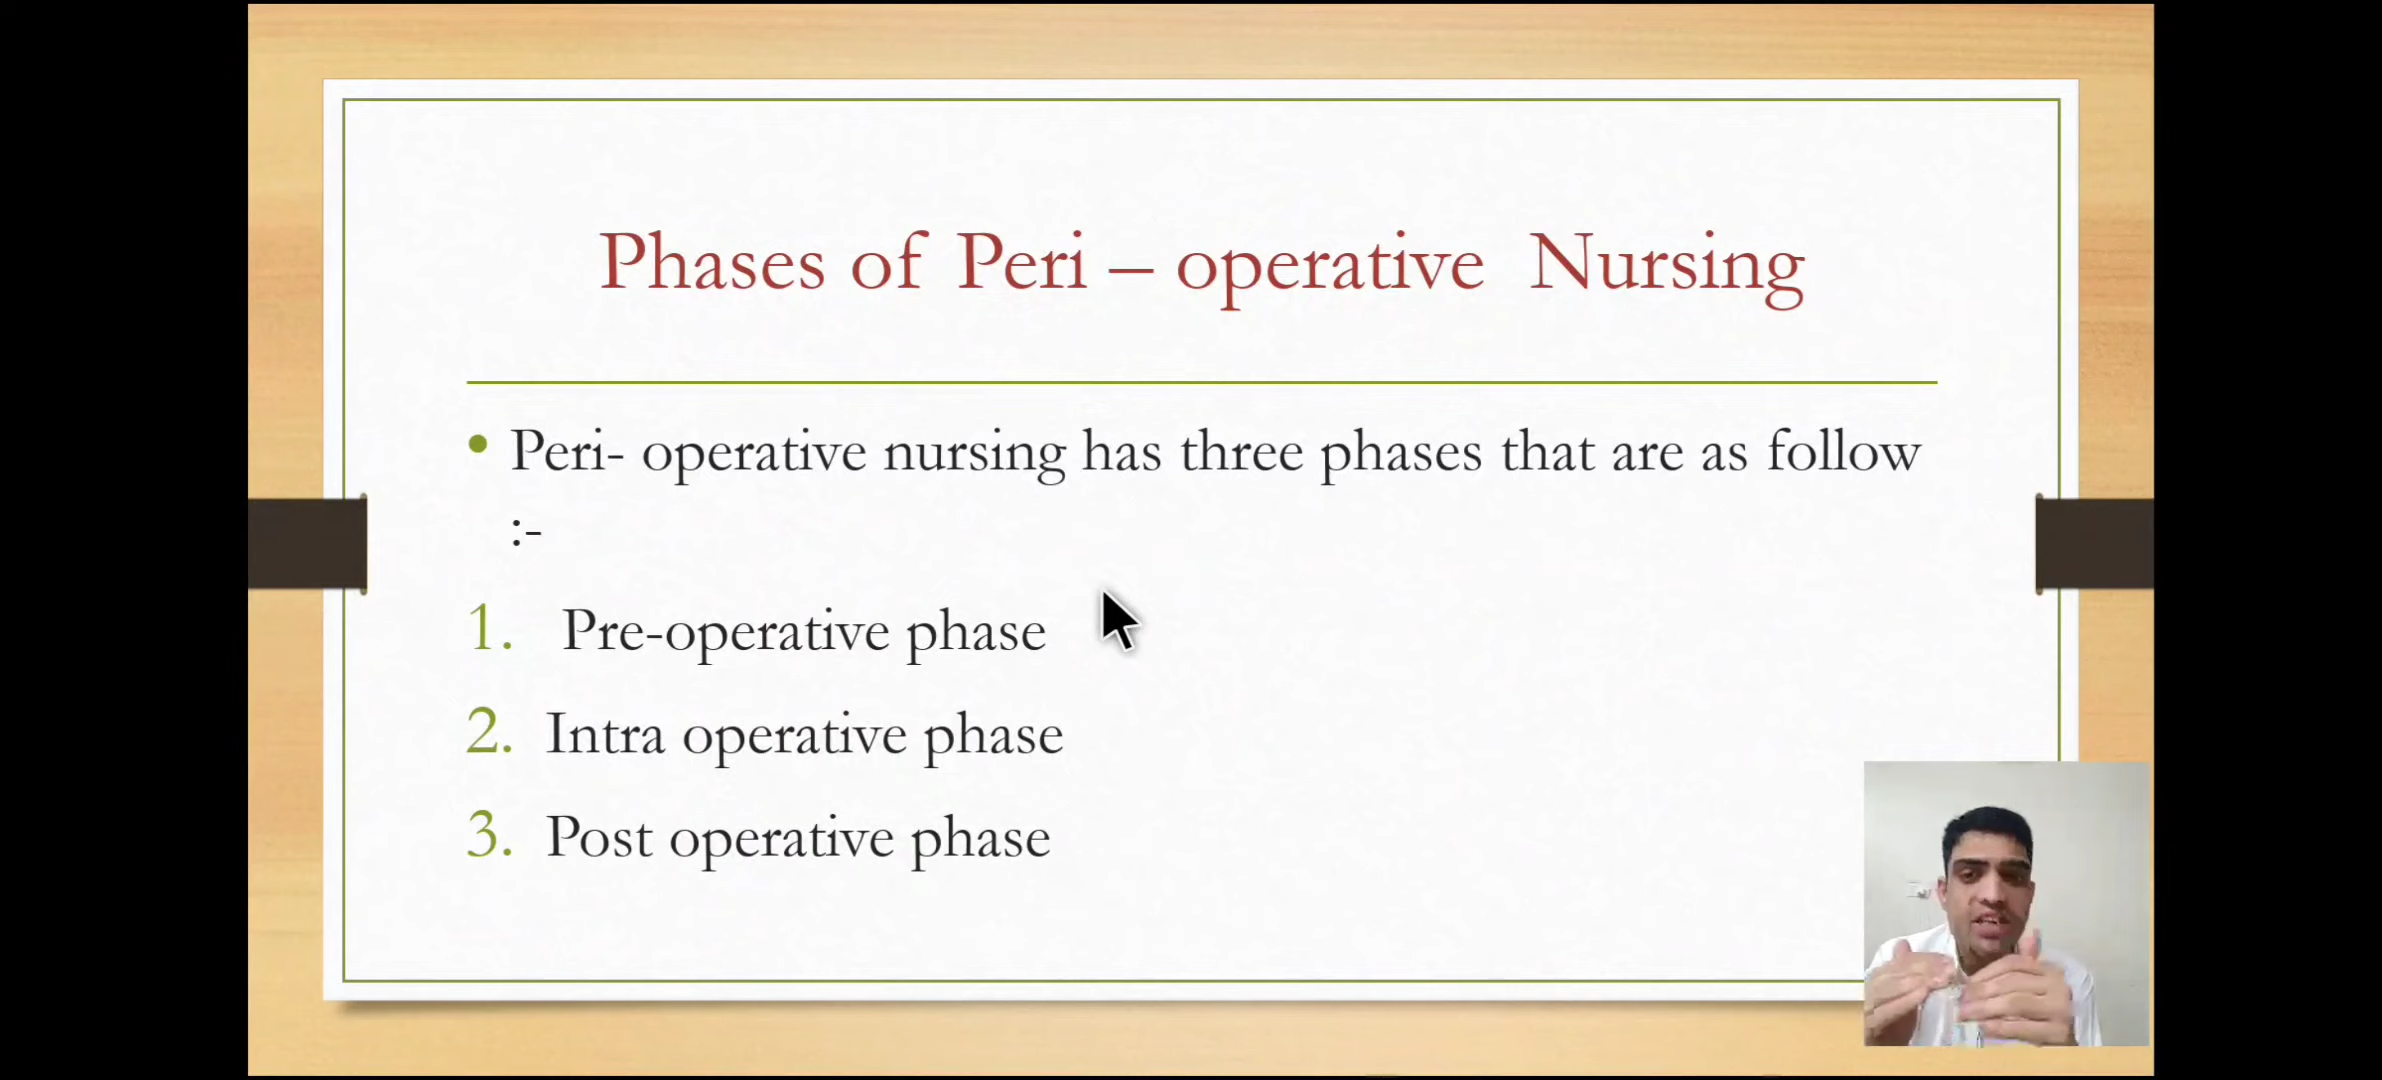 Phases of Peri – operative Nursing
• Peri- operative nursing has three phases that are as follow
:-
1. Pre-operative phase
2. Intra operative phase
3. Post operative phase